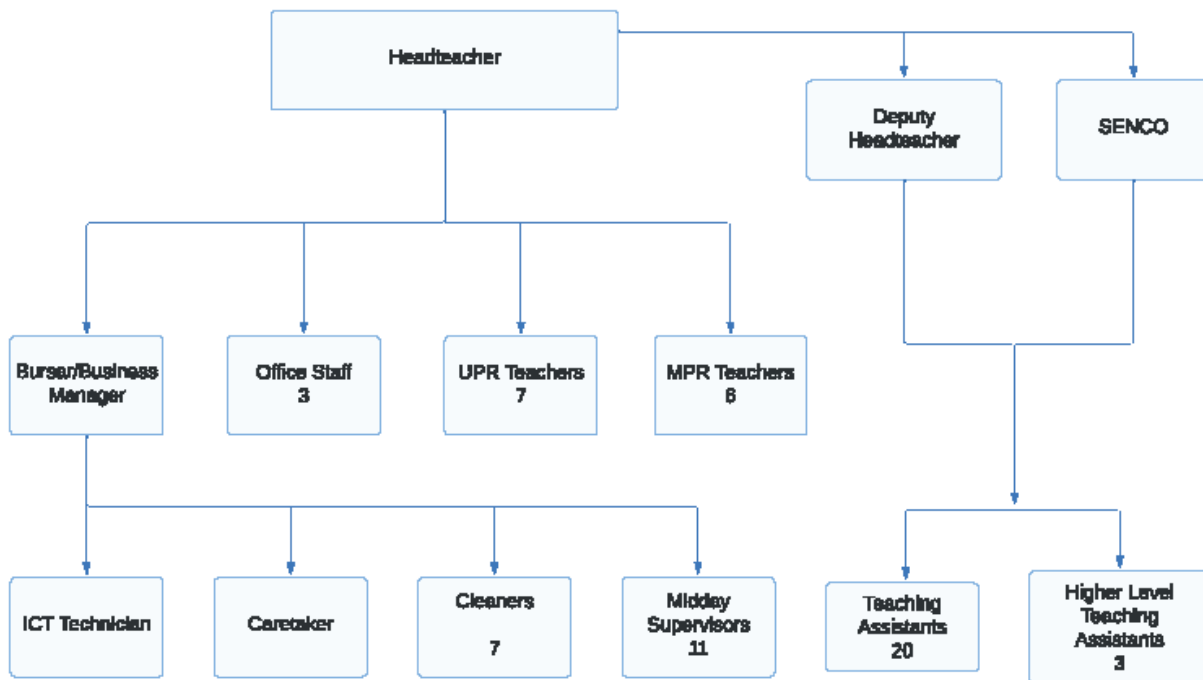 Headteacher
Deputy
Headteacher
SENCO
Bursar/Business
Manager
Office Staff
3
UPR Teachers
7
MPR Teachers
6
ICT Technician
Caretaker
Cleaners
7
Midday
Supervisors
11
Teaching
Assistants
20
Higher Level
Teaching
Assistants
3